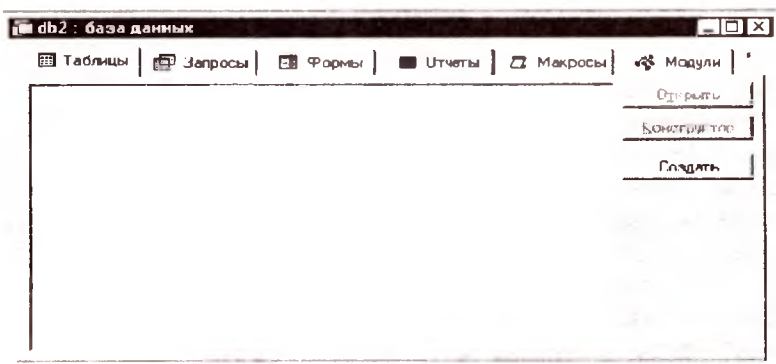 db2 : база данных
Таблицы Запросы Формы Отчеты Макросы Модули
Открыть
Конструктор
Создать